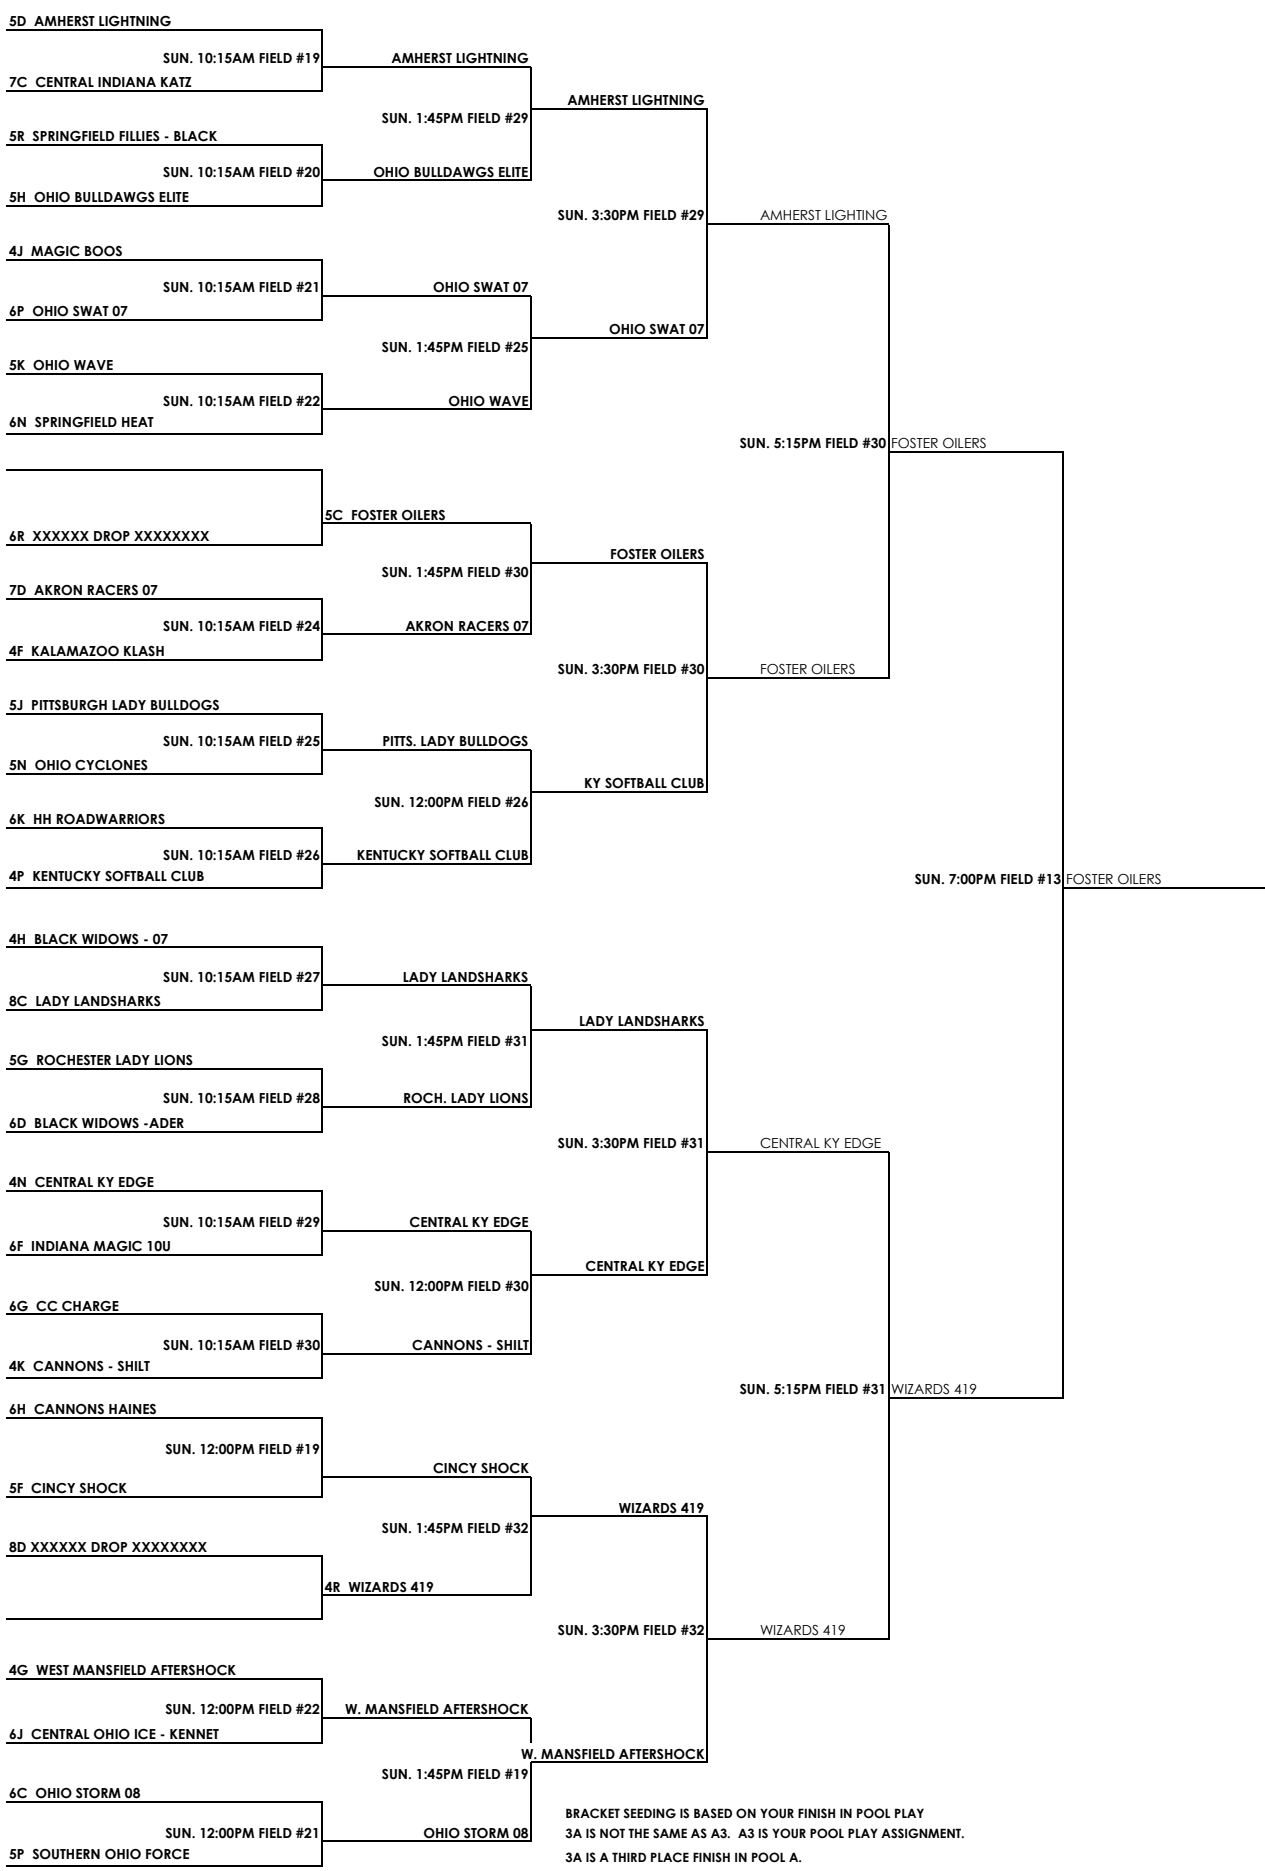 5D  AMHERST LIGHTNING
SUN. 10:15AM FIELD #19
AMHERST LIGHTNING
7C  CENTRAL INDIANA KATZ
AMHERST LIGHTNING
SUN. 1:45PM FIELD #29
5R  SPRINGFIELD FILLIES - BLACK
SUN. 10:15AM FIELD #20
OHIO BULLDAWGS ELITE
5H  OHIO BULLDAWGS ELITE
SUN. 3:30PM FIELD #29
AMHERST LIGHTING
4J  MAGIC BOOS
SUN. 10:15AM FIELD #21
OHIO SWAT 07
6P  OHIO SWAT 07
OHIO SWAT 07
SUN. 1:45PM FIELD #25
5K  OHIO WAVE
SUN. 10:15AM FIELD #22
OHIO WAVE
6N  SPRINGFIELD HEAT
SUN. 5:15PM FIELD #30
FOSTER OILERS
5C  FOSTER OILERS
6R  XXXXXX DROP XXXXXXXX
FOSTER OILERS
SUN. 1:45PM FIELD #30
7D  AKRON RACERS 07
SUN. 10:15AM FIELD #24
AKRON RACERS 07
4F  KALAMAZOO KLASH
SUN. 3:30PM FIELD #30
FOSTER OILERS
5J  PITTSBURGH LADY BULLDOGS
SUN. 10:15AM FIELD #25
PITTS. LADY BULLDOGS
5N  OHIO CYCLONES
KY SOFTBALL CLUB
SUN. 12:00PM FIELD #26
6K  HH ROADWARRIORS
SUN. 10:15AM FIELD #26
KENTUCKY SOFTBALL CLUB
4P  KENTUCKY SOFTBALL CLUB
SUN. 7:00PM FIELD #13
FOSTER OILERS
4H  BLACK WIDOWS - 07
SUN. 10:15AM FIELD #27
LADY LANDSHARKS
8C  LADY LANDSHARKS
LADY LANDSHARKS
SUN. 1:45PM FIELD #31
5G  ROCHESTER LADY LIONS
SUN. 10:15AM FIELD #28
ROCH. LADY LIONS
6D  BLACK WIDOWS -ADER
SUN. 3:30PM FIELD #31
CENTRAL KY EDGE
4N  CENTRAL KY EDGE
SUN. 10:15AM FIELD #29
CENTRAL KY EDGE
6F  INDIANA MAGIC 10U
CENTRAL KY EDGE
SUN. 12:00PM FIELD #30
6G  CC CHARGE
SUN. 10:15AM FIELD #30
CANNONS - SHILT
4K  CANNONS - SHILT
SUN. 5:15PM FIELD #31
WIZARDS 419
6H  CANNONS HAINES
SUN. 12:00PM FIELD #19
CINCY SHOCK
5F  CINCY SHOCK
WIZARDS 419
SUN. 1:45PM FIELD #32
8D XXXXXX DROP XXXXXXXX
4R  WIZARDS 419
SUN. 3:30PM FIELD #32
WIZARDS 419
4G  WEST MANSFIELD AFTERSHOCK
SUN. 12:00PM FIELD #22
W. MANSFIELD AFTERSHOCK
6J  CENTRAL OHIO ICE - KENNET
W. MANSFIELD AFTERSHOCK
SUN. 1:45PM FIELD #19
6C  OHIO STORM 08
SUN. 12:00PM FIELD #21
OHIO STORM 08
5P  SOUTHERN OHIO FORCE
BRACKET SEEDING IS BASED ON YOUR FINISH IN POOL PLAY
3A IS NOT THE SAME AS A3.  A3 IS YOUR POOL PLAY ASSIGNMENT.
3A IS A THIRD PLACE FINISH IN POOL A.